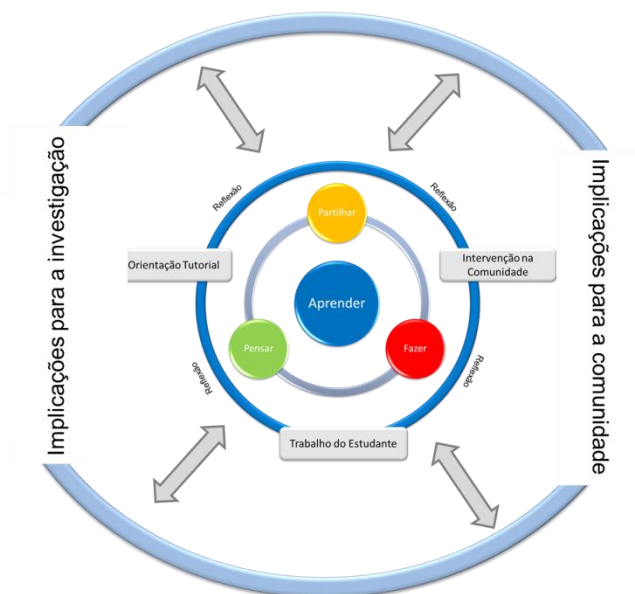 Implicações para a investigação
Reflexão
Reflexão
Partilhar
Orientação Tutorial
Intervenção na
Comunidade
Aprender
Pensar
Fazer
Reflexão
Reflexão
Trabalho do Estudante
Implicações para a comunidade